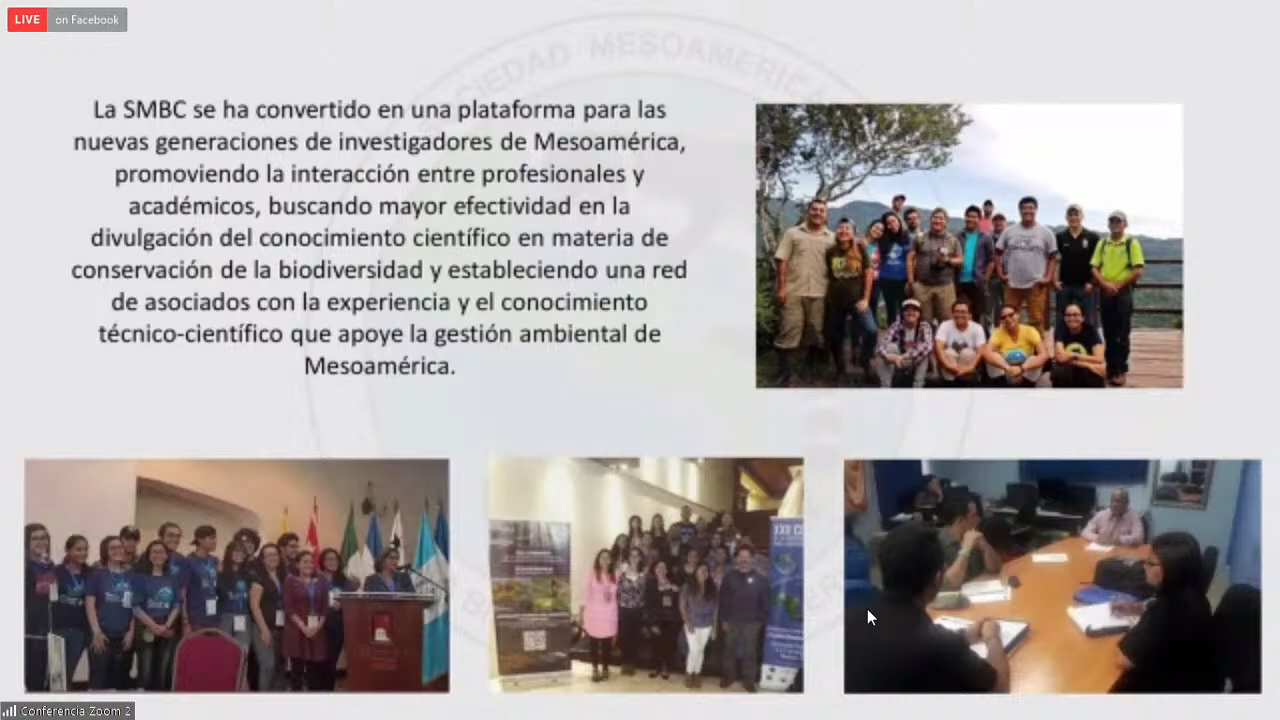 LIVE on Facebook
SOCIEDAD MESOAMERICA
La SMBC se ha convertido en una plataforma para las
nuevas generaciones de investigadores de Mesoamérica,
promoviendo la interacción entre profesionales y
académicos, buscando mayor efectividad en la
divulgación del conocimiento científico en materia de
conservación de la biodiversidad y estableciendo una red
de asociados con la experiencia y el conocimiento
técnico-científico que apoye la gestión ambiental de
Mesoamérica.
XXII
Conferencia Zoom 2